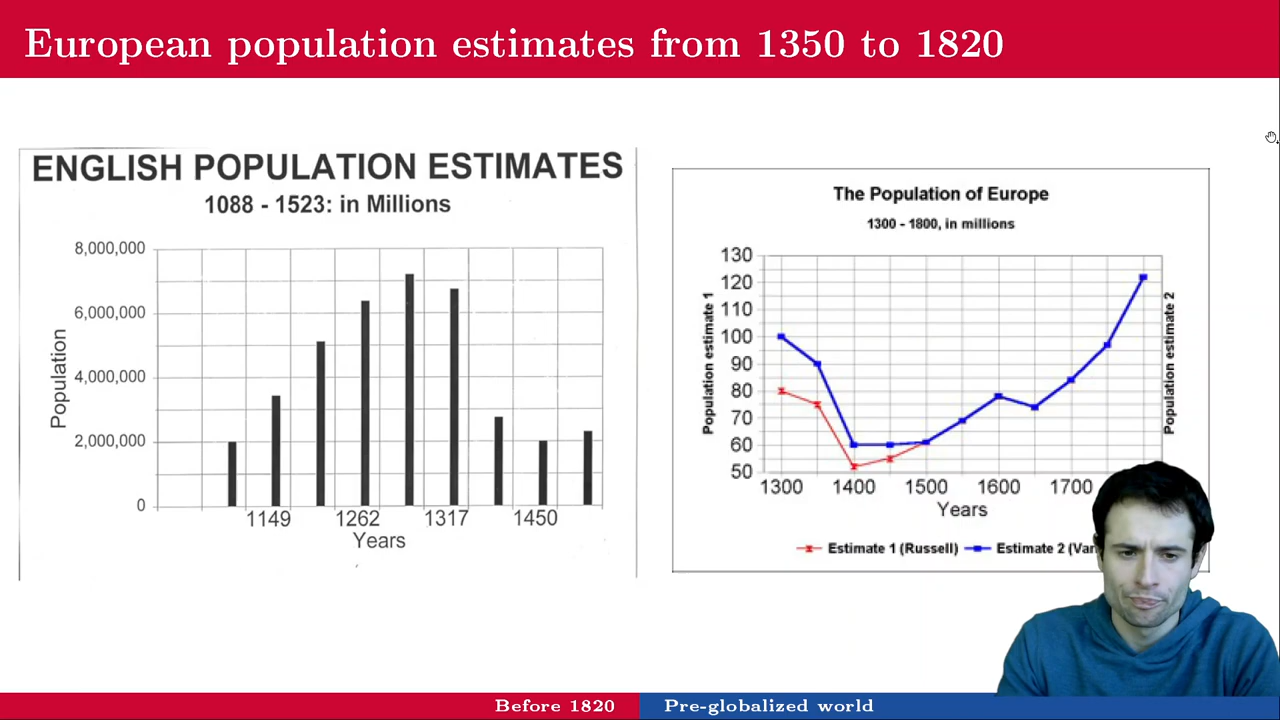 European population estimates from 1350 to 1820
ENGLISH POPULATION ESTIMATES
1088 - 1523: in Millions
8,000,000
6,000,000
4,000,000
2,000,000
0
Population
1149 1262 1317 1450
Years
The Population of Europe
1300 - 1800, in millions
130
120
110
100
90
80
70
60
50
Population estimate 1
Population estimate 2
1300 1400 1500 1600 1700
Years
Estimate 1 (Russell) Estimate 2
Before 1820 Pre-globalized world